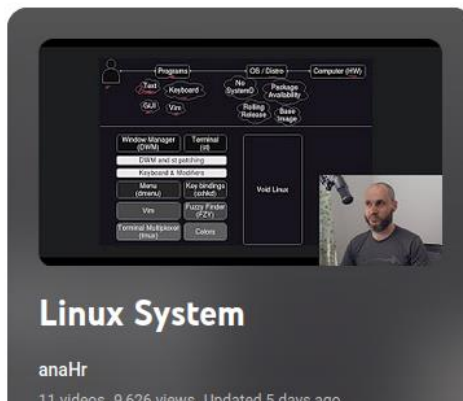 Programs
OS / Distro
Computer (HW)
Text
Keyboard
GUI
Vim
No
SystemD
Package
Availability
Rolling
Release
Base
Image
Window Manager
(DWM)
Terminal
(st)
DWM and st patching
Keyboard & Modifiers
Menu
(dmenu)
Key bindings
(sxhkd)
Vim
Fuzzy Finder
(FZY)
Terminal Multiplexer
(tmux)
Colors
Void Linux
Linux System
anaHr
11 videos 9,626 views Updated 5 days ago